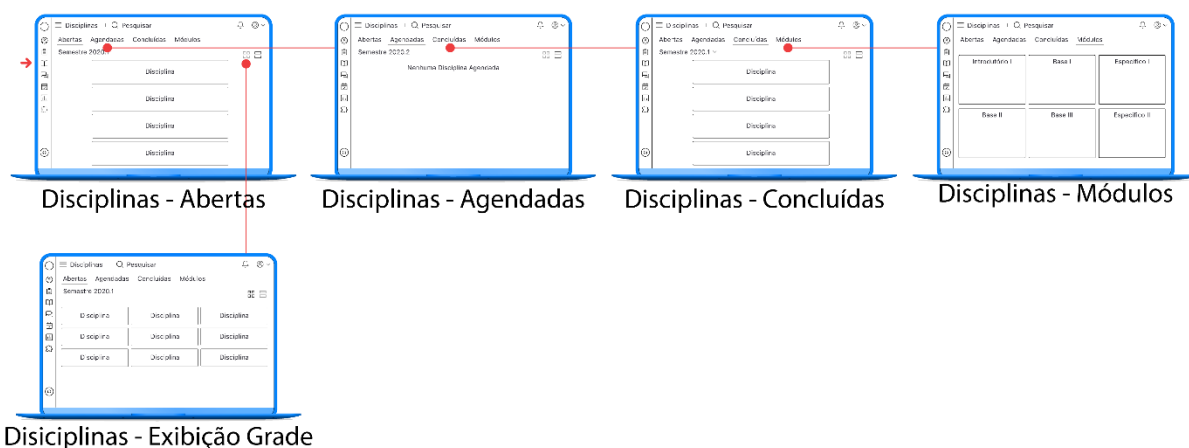 Disciplinas Pesquisar
Abertas Agendadas Concluídas Módulos
Semestre 2020.1
Disciplina
Disciplina
Disciplina
Disciplina
Disciplinas - Abertas
Disciplinas Pesquisar
Abertas Agendadas Concluídas Módulos
Semestre 2020.2
Nenhuma Disciplina Agendada
Disciplinas - Agendadas
Disciplinas Pesquisar
Abertas Agendadas Concluídas Módulos
Semestre 2020.1
Disciplina
Disciplina
Disciplina
Disciplina
Disciplinas - Concluídas
Disciplinas Pesquisar
Abertas Agendadas Concluídas Módulos
Introdutório I Base I Específico I
Base II Base III Específico II
Disciplinas - Módulos
Disciplinas Pesquisar
Abertas Agendadas Concluídas Módulos
Semestre 2020.1
Disciplina Disciplina Disciplina
Disciplina Disciplina Disciplina
Disciplina Disciplina Disciplina
Disiciplinas - Exibição Grade